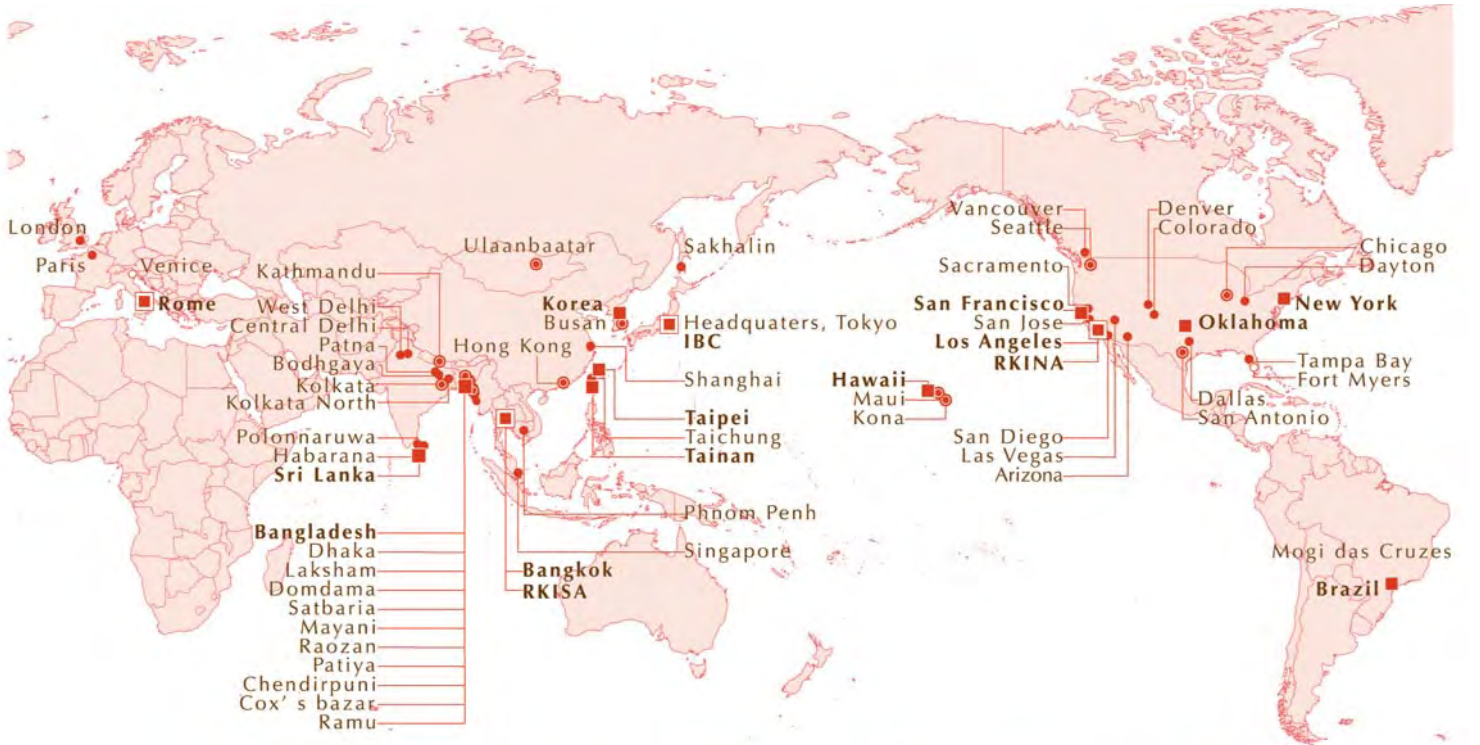 London
Paris
Venice
Rome
Ulaanbaatar
Sakhalin
Kathmandu
West Delhi
Central Delhi
Patna
Bodhgaya
Kolkata
Kolkata North
Korea
Busan
Headquaters, Tokyo
IBC
Hong Kong
Shanghai
Polonnaruwa
Habarana
Sri Lanka
Taipei
Taichung
Tainan
Phnom Penh
Singapore
Bangkok
RKISA
Bangladesh
Dhaka
Laksham
Domdama
Satbaria
Mayani
Raozan
Patiya
Chendirpuni
Cox' s bazar
Ramu
Vancouver
Seattle
Sacramento
San Francisco
San Jose
Los Angeles
RKINA
Hawaii
Maui
Kona
San Diego
Las Vegas
Arizona
Denver
Colorado
Chicago
Dayton
New York
Oklahoma
Tampa Bay
Fort Myers
Dallas
San Antonio
Mogi das Cruzes
Brazil